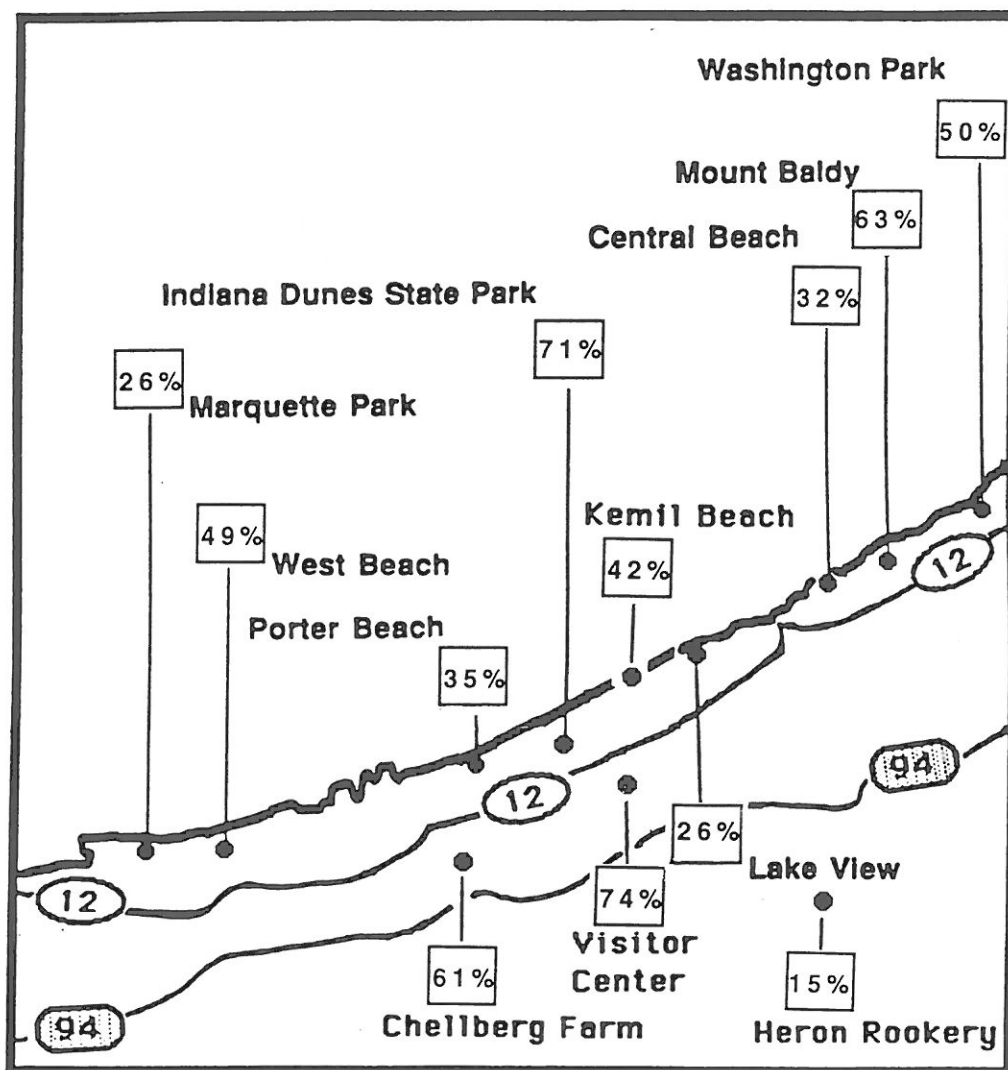 Washington Park
50%
Mount Baldy
63%
Central Beach
32%
Indiana Dunes State Park
71%
26%
Marquette Park
Kemil Beach
42%
49%
West Beach
Porter Beach
35%
12
94
12
26%
Lake View
12
74%
Visitor
Center
61%
Chellberg Farm
15%
Heron Rookery
94